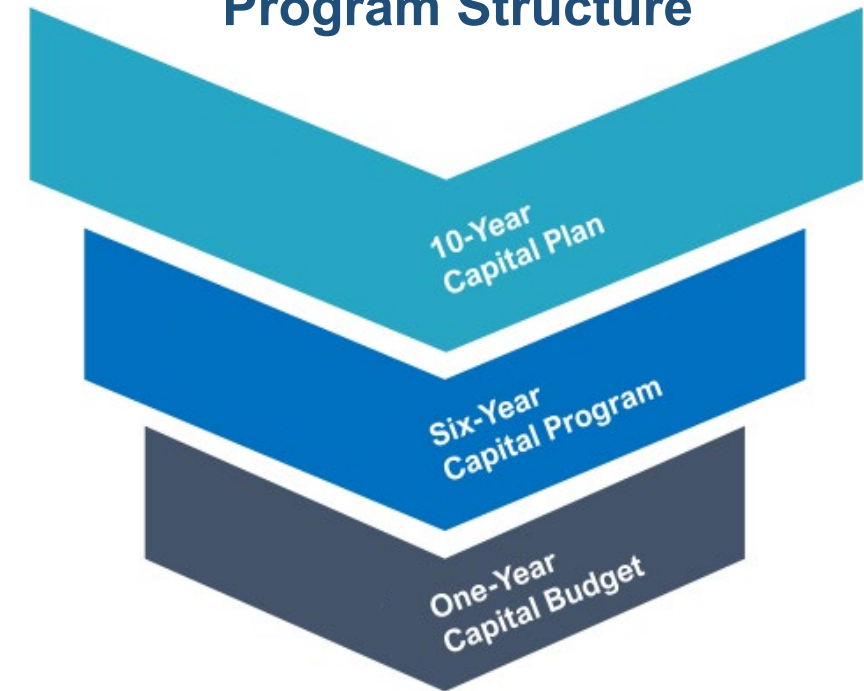 Program Structure
10-Year
Capital Plan
Six-Year
Capital Program
One-Year
Capital Budget